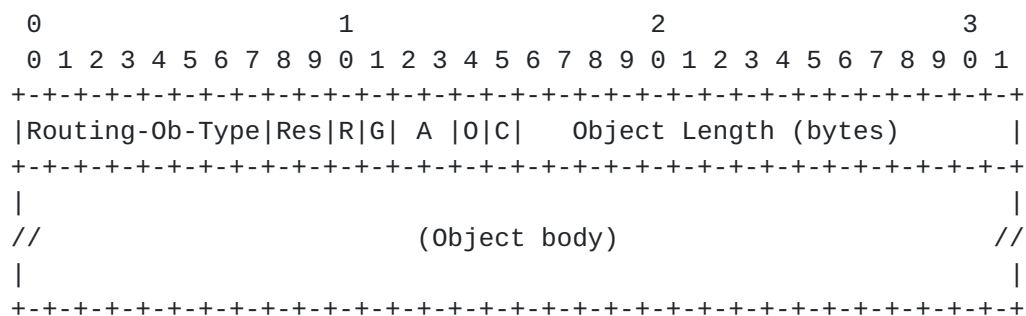 0                   1                   2                   3
 0 1 2 3 4 5 6 7 8 9 0 1 2 3 4 5 6 7 8 9 0 1 2 3 4 5 6 7 8 9 0 1
+-+-+-+-+-+-+-+-+-+-+-+-+-+-+-+-+-+-+-+-+-+-+-+-+-+-+-+-+-+-+-+-+
|Routing-Ob-Type|Res|R|G| A |O|C|   Object Length (bytes)       |
+-+-+-+-+-+-+-+-+-+-+-+-+-+-+-+-+-+-+-+-+-+-+-+-+-+-+-+-+-+-+-+-+
|                                                               |
//                        (Object body)                        //
|                                                               |
+-+-+-+-+-+-+-+-+-+-+-+-+-+-+-+-+-+-+-+-+-+-+-+-+-+-+-+-+-+-+-+-+